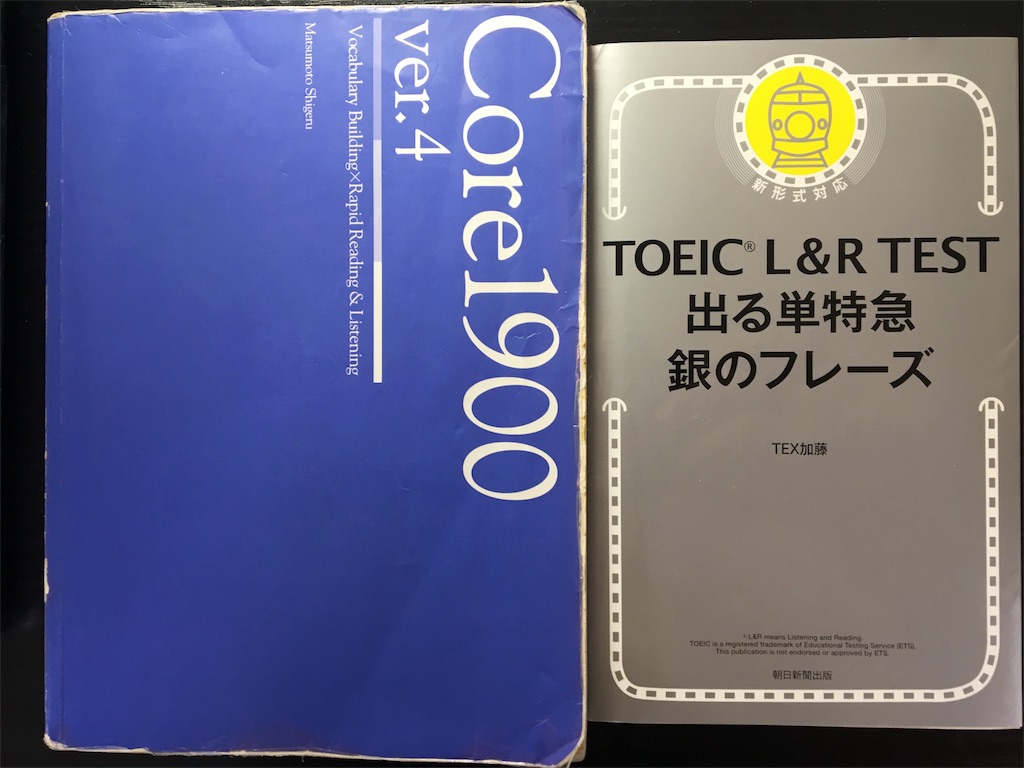 Core1900
ver.4
Vocabulary Building×Rapid Reading & Listening
Matsumoto Shigeru
新形式対応
TOEIC® L&R TEST
出る単特急
銀のフレーズ
TEX加藤
※L&R means Listening and Reading.
TOEIC is a registered trademark of Educational Testing Service (ETS).
This publication is not endorsed or approved by ETS.
朝日新聞出版